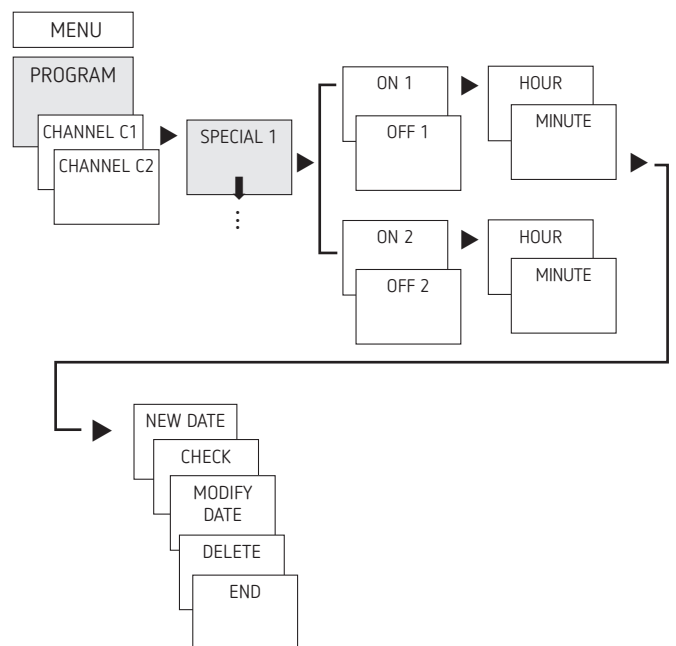 MENU
PROGRAM
CHANNEL C1
CHANNEL C2
SPECIAL 1
ON 1
OFF 1
HOUR
MINUTE
ON 2
OFF 2
HOUR
MINUTE
NEW DATE
CHECK
MODIFY
DATE
DELETE
END